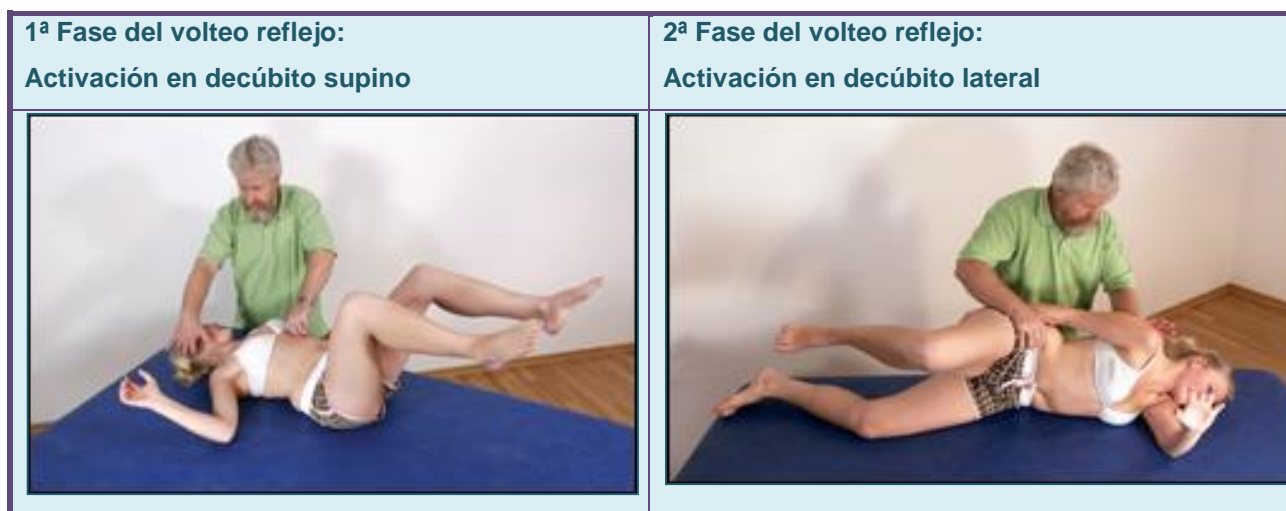 1ª Fase del volteo reflejo:
Activación en decúbito supino
2ª Fase del volteo reflejo:
Activación en decúbito lateral